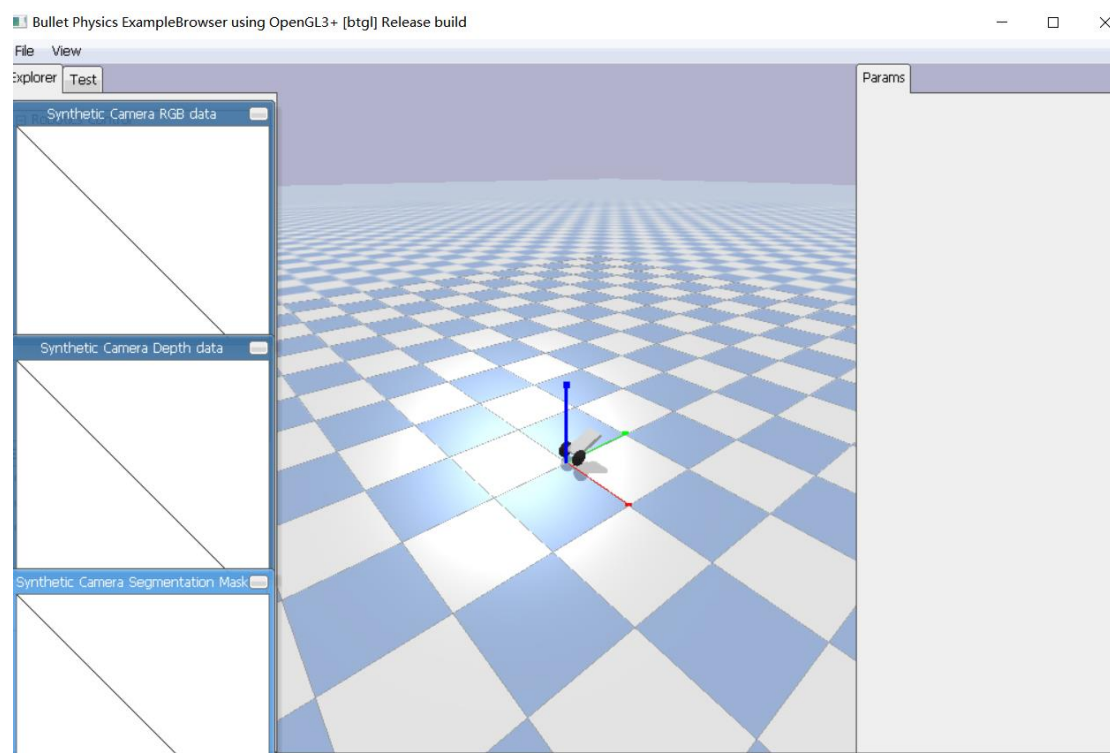 Bullet Physics ExampleBrowser using OpenGL3+ [btgl] Release build
File View
Explorer Test
Params
Synthetic Camera RGB data
Synthetic Camera Depth data
Synthetic Camera Segmentation Mask